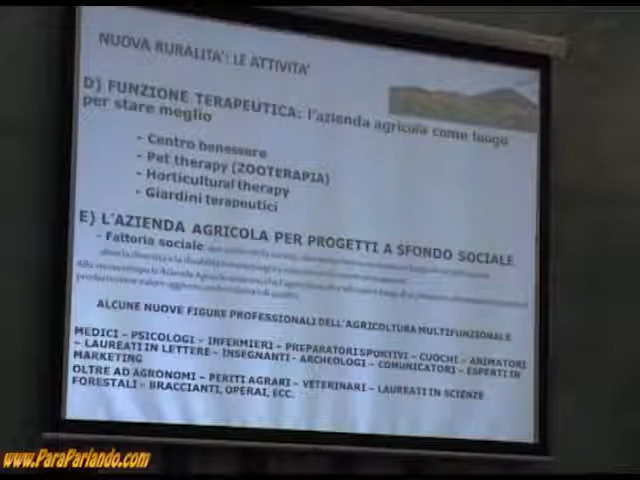 NUOVA RURALITA': LE ATTIVITA'
D) FUNZIONE TERAPEUTICA: l'azienda agricola come luogo
per stare meglio
- Centro benessere
- Pet therapy (ZOOTERAPIA)
- Horticultural therapy
- Giardini terapeutici
E) L'AZIENDA AGRICOLA PER PROGETTI A SFONDO SOCIALE
- Fattoria sociale
ALCUNE NUOVE FIGURE PROFESSIONALI DELL'AGRICOLTURA MULTIFUNZIONALE
MEDICI – PSICOLOGI – INFERMIERI – PREPARATORI SPORTIVI – CUOCHI – ANIMATORI
– LAUREATI IN LETTERE – INSEGNANTI – ARCHEOLOGI – COMUNICATORI – ESPERTI IN
MARKETING
OLTRE AD AGRONOMI – PERITI AGRARI – VETERINARI – LAUREATI IN SCIENZE
FORESTALI – BRACCIANTI, OPERAI, ECC.
www.ParaParlando.com